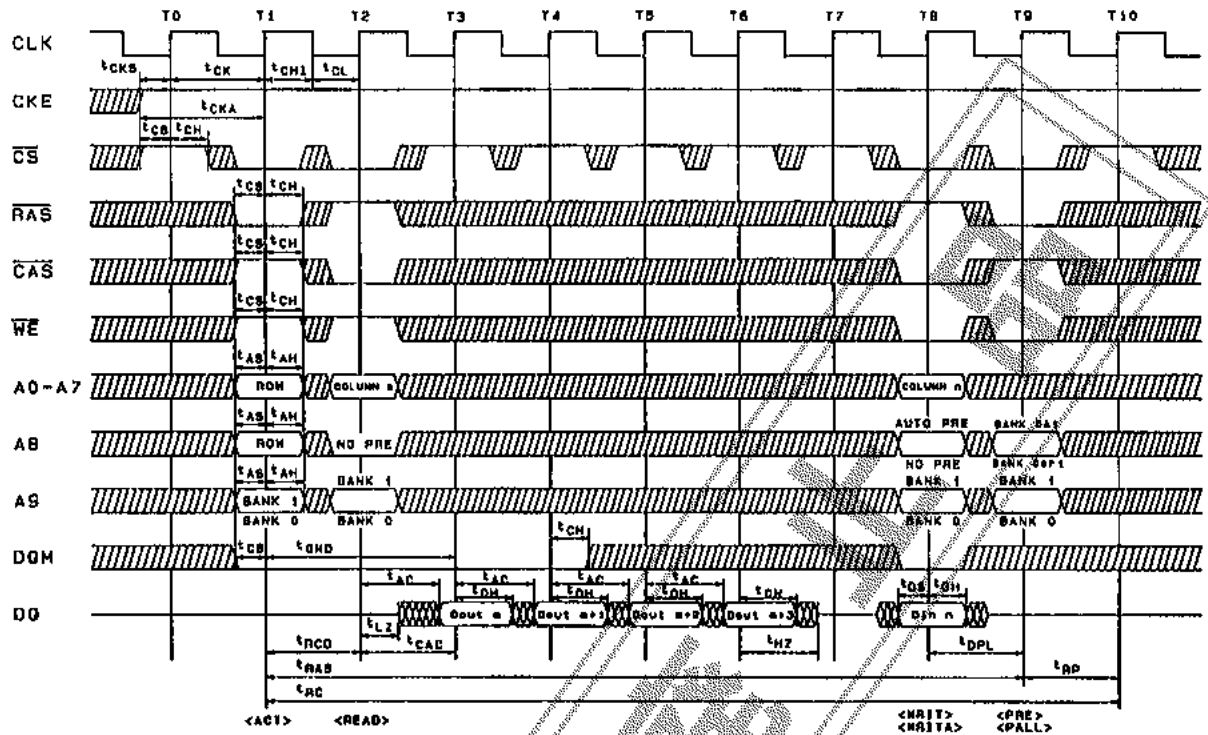 T0 T1 T2 T3 T4 T5 T6 T7 T8 T9 T10
CLK
tCKS tCK tCHI tCL
CKE
tCKA
tCS tCH
CS
tCS tCH
RAS
tCS tCH
CAS
tCS tCH
WE
tAS tAH
A0-A7 ROW COLUMN m COLUMN n
tAS tAH AUTO PRE BANK 0A1
A8 ROW NO PRE
tAS tAH BANK 1 NO PRE BANK 0OR1
BANK 1 BANK 1
A9 BANK 1
BANK 0 BANK 0 BANK 0 BANK 0
tCH
DQM tCS tQMD
tAC tAC tAC tAC
tOH tOH tOH tOH tDS tDH
DQ Dout m Dout m+1 Dout m+2 Dout m+3 Din n
tLZ
tRCD tCAC tHZ tDPL
tRAS tRP
tRC
<ACT> <READ> <WRIT> <PRE>
<WRITA> <PALL>